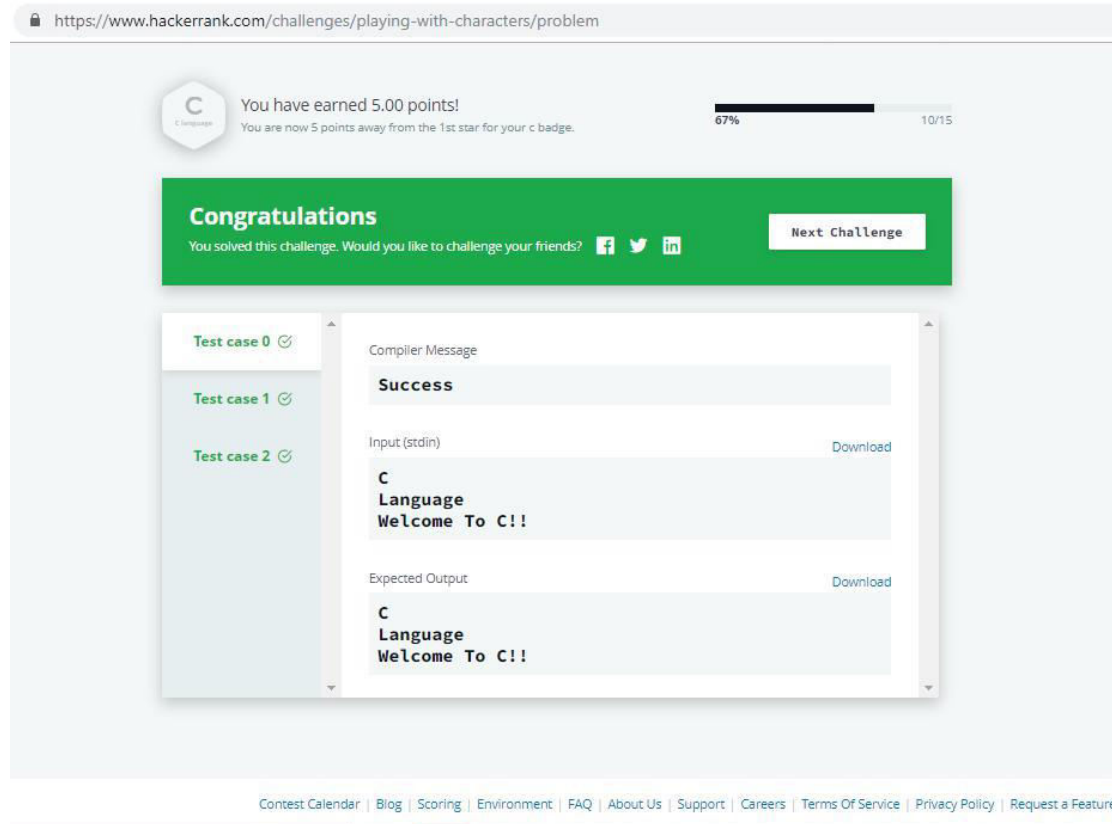 https://www.hackerrank.com/challenges/playing-with-characters/problem
C
C language
You have earned 5.00 points!
You are now 5 points away from the 1st star for your c badge.
67%
10/15
Congratulations
You solved this challenge. Would you like to challenge your friends?
Next Challenge
Test case 0
Test case 1
Test case 2
Compiler Message
Success
Input (stdin)
Download
C
Language
Welcome To C!!
Expected Output
Download
C
Language
Welcome To C!!
Contest Calendar | Blog | Scoring | Environment | FAQ | About Us | Support | Careers | Terms Of Service | Privacy Policy | Request a Feature